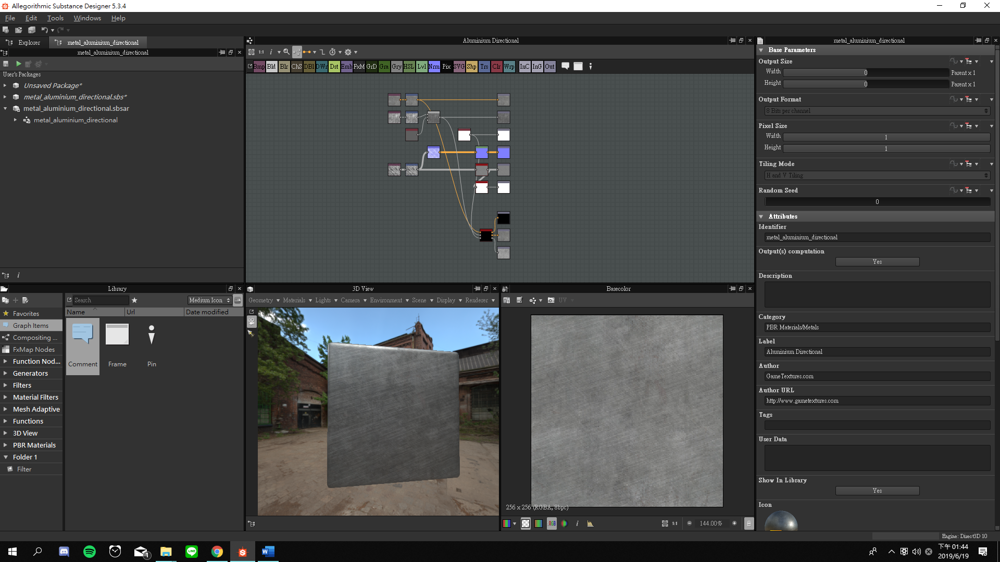 Allegorithmic Substance Designer 5.3.4
File Edit Tools Windows Help
Explorer
metal_aluminium_directional
metal_aluminium_directional
User's Packages
Unsaved Package*
metal_aluminium_directional.sbs*
metal_aluminium_directional.sbsar
metal_aluminium_directional
Aluminium Directional
1:1
Bmp Bld Blr ChS DBl DWr Dst Emb FxM GrD Gra Gry HSL Lvl Nrm Pix SVG Shp Trs Clr Wrp InC InG Out
Library
Search
Medium Icon
Name Url Date modified
Favorites
Graph Items
Compositing ...
FxMap Nodes
Function Nod...
Generators
Filters
Material Filters
Mesh Adaptive
Functions
3D View
PBR Materials
Folder 1
Filter
Comment Frame Pin
3D View
Geometry Materials Lights Camera Environment Scene Display Renderer
Basecolor
UV
256 x 256 (RGBA, 8bpc)
RGB
1:1
144.00%
metal_aluminium_directional
Base Parameters
Output Size
Width 0 Parent x 1
Height 0 Parent x 1
Output Format
8 Bits per channel
Pixel Size
Width 1
Height 1
Tiling Mode
H and V Tiling
Random Seed
0
Attributes
Identifier
metal_aluminium_directional
Output(s) computation
Yes
Description
Category
PBR Materials/Metals
Label
Aluminium Directional
Author
GameTextures.com
Author URL
http://www.gametextures.com
Tags
User Data
Show In Library
Yes
Icon
Engine: Direct3D 10
1
LINE
下午 01:44
2019/6/19